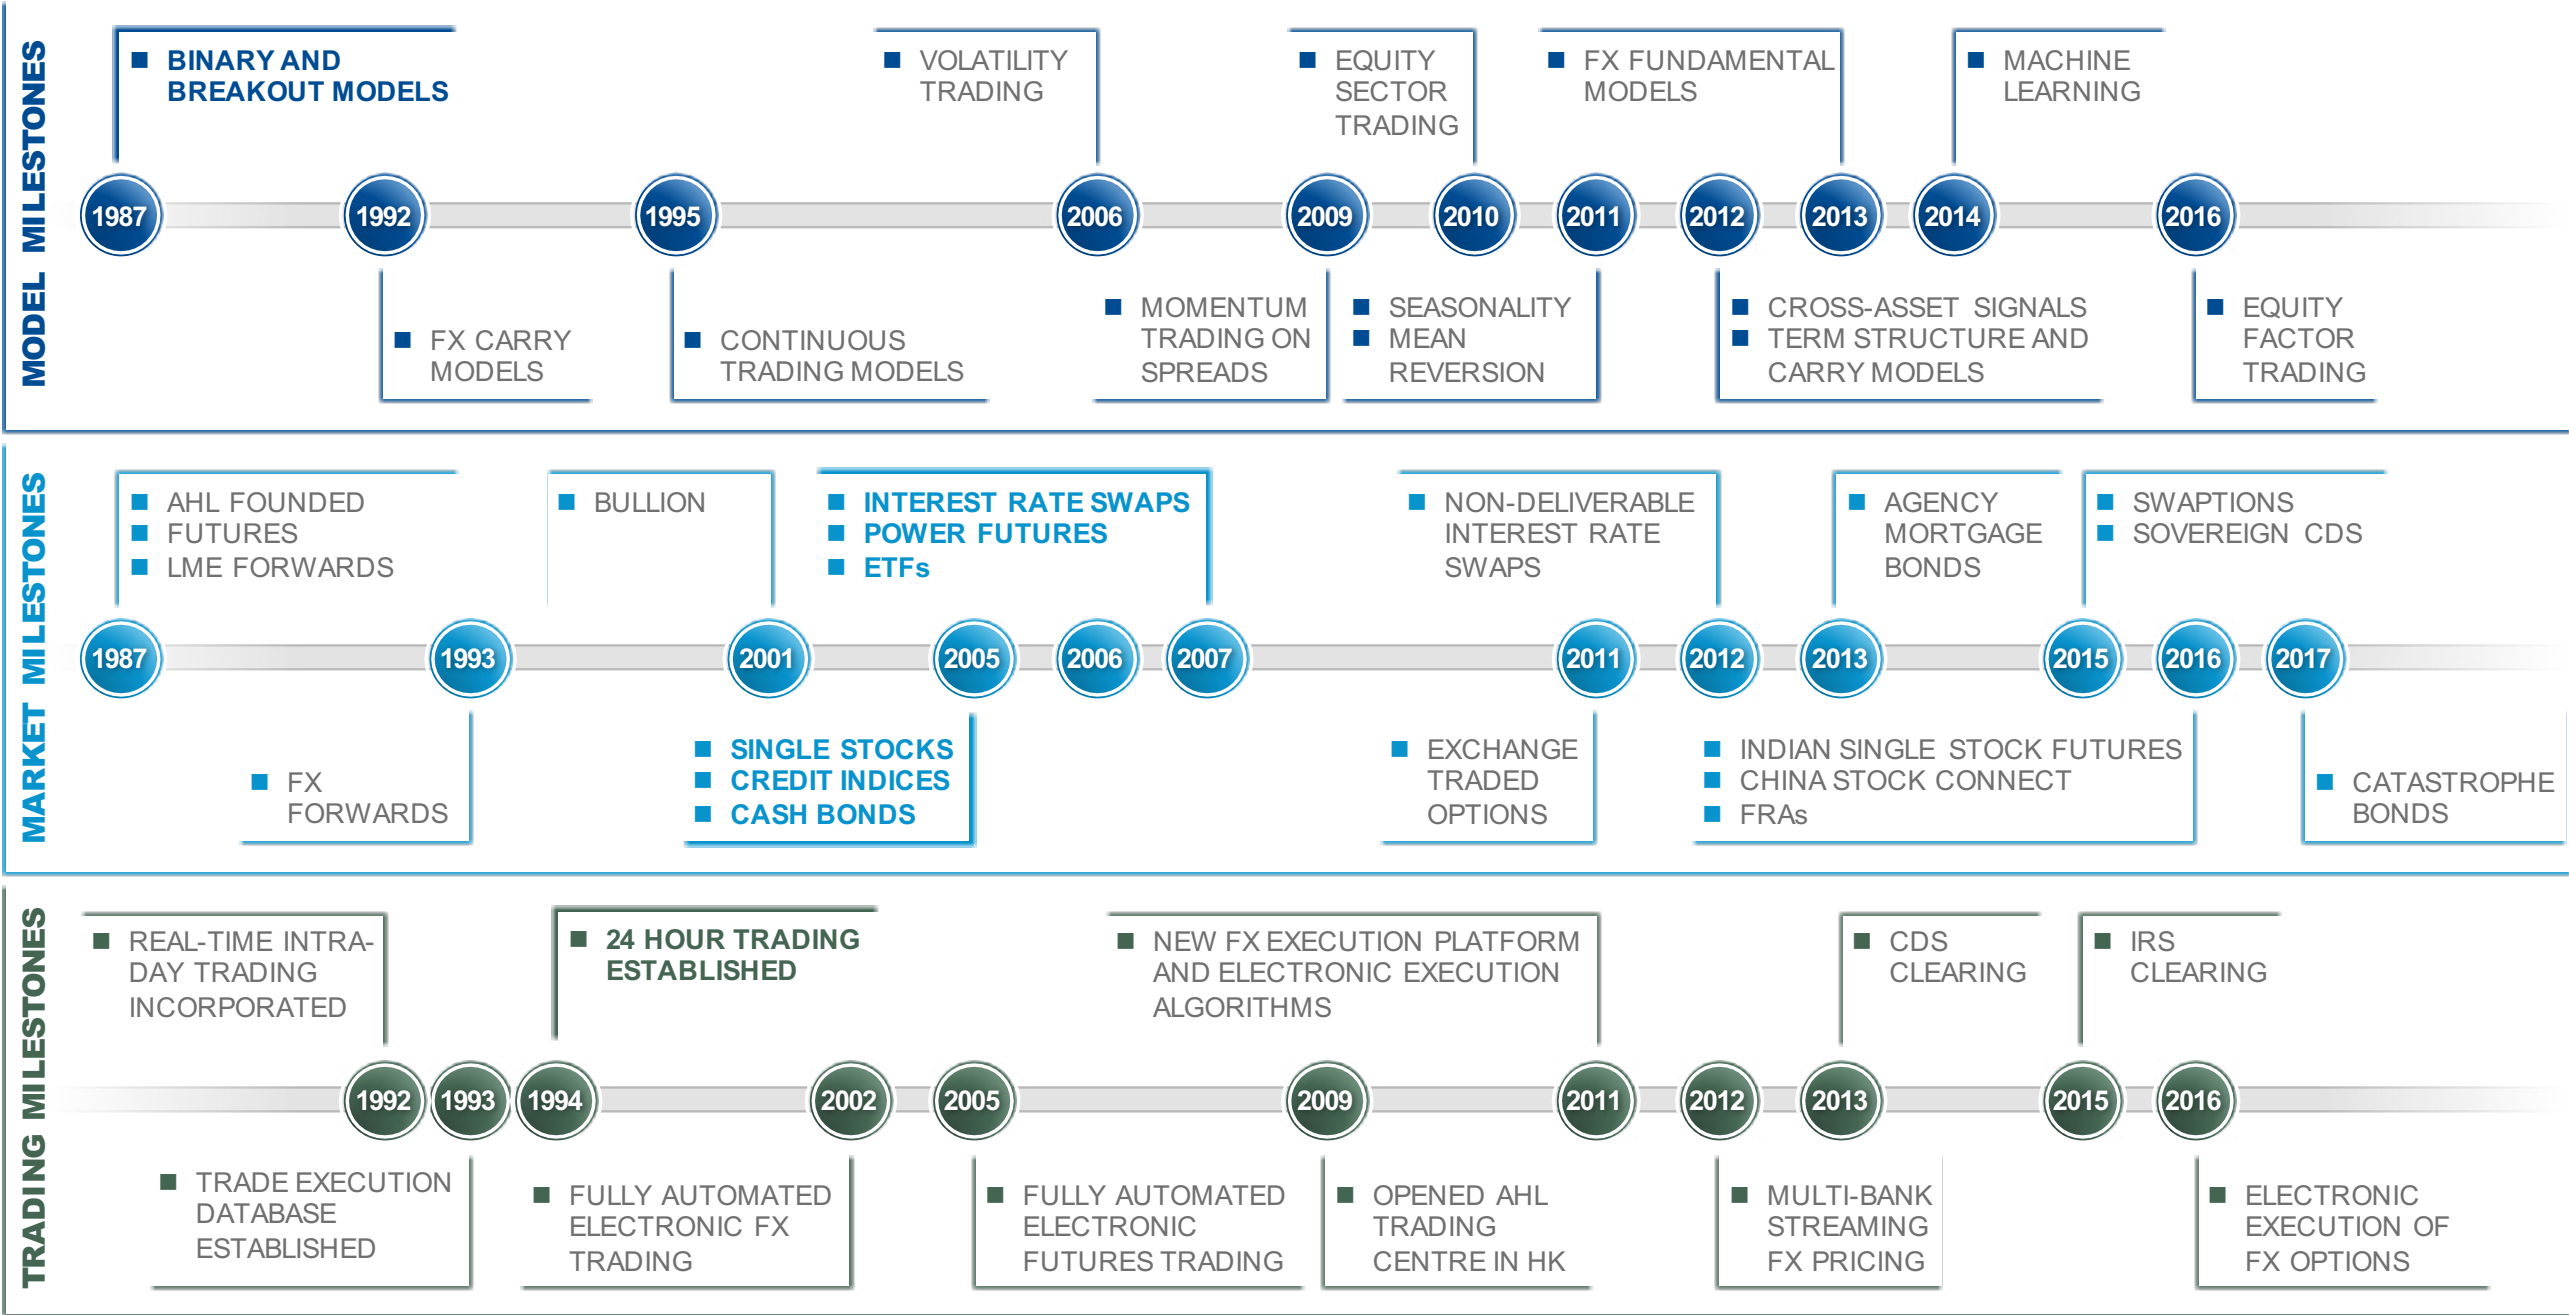 MODEL MILESTONES
BINARY AND
BREAKOUT MODELS
VOLATILITY
TRADING
EQUITY
SECTOR
TRADING
FX FUNDAMENTAL
MODELS
MACHINE
LEARNING
1987
1992
1995
2006
2009
2010
2011
2012
2013
2014
2016
FX CARRY
MODELS
CONTINUOUS
TRADING MODELS
MOMENTUM
TRADING ON
SPREADS
SEASONALITY
MEAN
REVERSION
CROSS-ASSET SIGNALS
TERM STRUCTURE AND
CARRY MODELS
EQUITY
FACTOR
TRADING
MARKET MILESTONES
AHL FOUNDED
FUTURES
LME FORWARDS
BULLION
INTEREST RATE SWAPS
POWER FUTURES
ETFs
NON-DELIVERABLE
INTEREST RATE
SWAPS
AGENCY
MORTGAGE
BONDS
SWAPTIONS
SOVEREIGN CDS
1987
1993
2001
2005
2006
2007
2011
2012
2013
2015
2016
2017
FX
FORWARDS
SINGLE STOCKS
CREDIT INDICES
CASH BONDS
EXCHANGE
TRADED
OPTIONS
INDIAN SINGLE STOCK FUTURES
CHINA STOCK CONNECT
FRAs
CATASTROPHE
BONDS
TRADING MILESTONES
REAL-TIME INTRA-
DAY TRADING
INCORPORATED
24 HOUR TRADING
ESTABLISHED
NEW FX EXECUTION PLATFORM
AND ELECTRONIC EXECUTION
ALGORITHMS
CDS
CLEARING
IRS
CLEARING
1992
1993
1994
2002
2005
2009
2011
2012
2013
2015
2016
TRADE EXECUTION
DATABASE
ESTABLISHED
FULLY AUTOMATED
ELECTRONIC FX
TRADING
FULLY AUTOMATED
ELECTRONIC
FUTURES TRADING
OPENED AHL
TRADING
CENTRE IN HK
MULTI-BANK
STREAMING
FX PRICING
ELECTRONIC
EXECUTION OF
FX OPTIONS